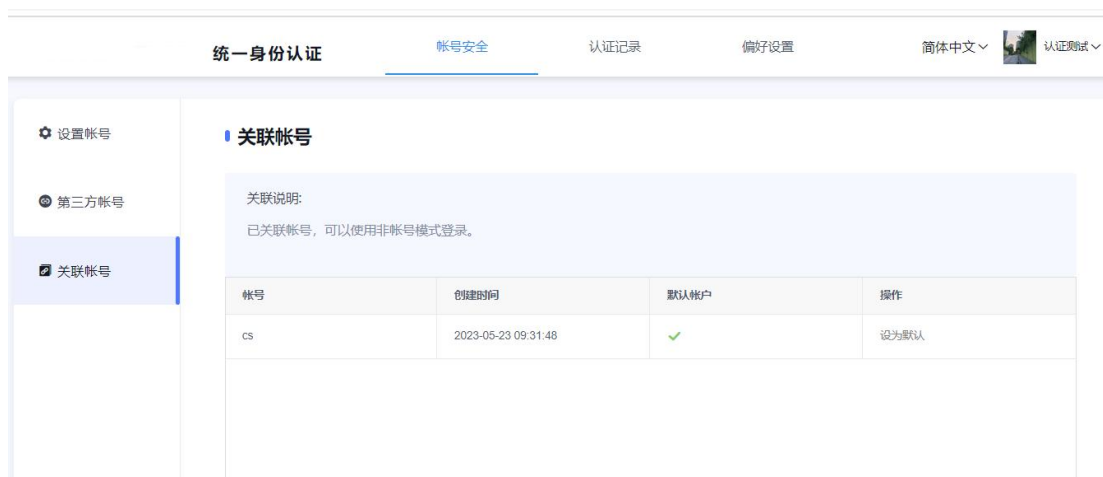 统一身份认证
帐号安全
认证记录
偏好设置
简体中文
认证测试
设置帐号
第三方帐号
关联帐号
关联帐号
关联说明:
已关联帐号，可以使用非帐号模式登录。
帐号 创建时间 默认帐户 操作
cs 2023-05-23 09:31:48 设为默认